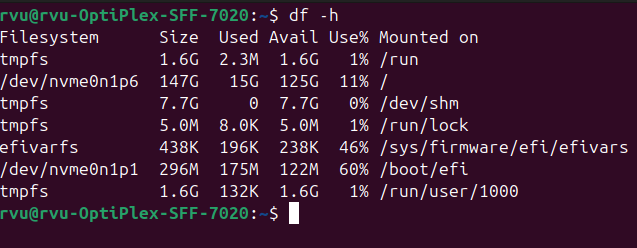 rvu@rvu-OptiPlex-SFF-7020:~$ df -h
Filesystem      Size  Used Avail Use% Mounted on
tmpfs           1.6G  2.3M  1.6G   1% /run
/dev/nvme0n1p6  147G   15G  125G  11% /
tmpfs           7.7G     0  7.7G   0% /dev/shm
tmpfs           5.0M  8.0K  5.0M   1% /run/lock
efivarfs        438K  196K  238K  46% /sys/firmware/efi/efivars
/dev/nvme0n1p1  296M  175M  122M  60% /boot/efi
tmpfs           1.6G  132K  1.6G   1% /run/user/1000
rvu@rvu-OptiPlex-SFF-7020:~$